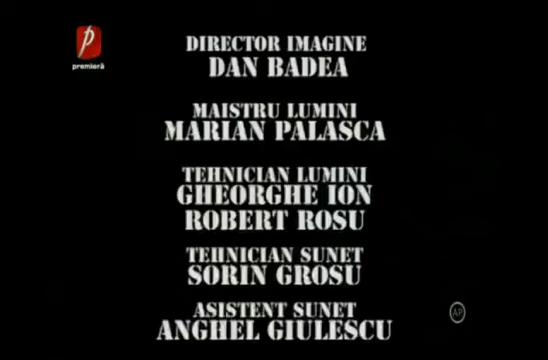 p
premieră
DIRECTOR IMAGINE
DAN BADEA
MAISTRU LUMINI
MARIAN PALASCA
TEHNICIAN LUMINI
GHEORGHE ION
ROBERT ROSU
TEHNICIAN SUNET
SORIN GROSU
ASISTENT SUNET
ANGHEL GIULESCU
AP